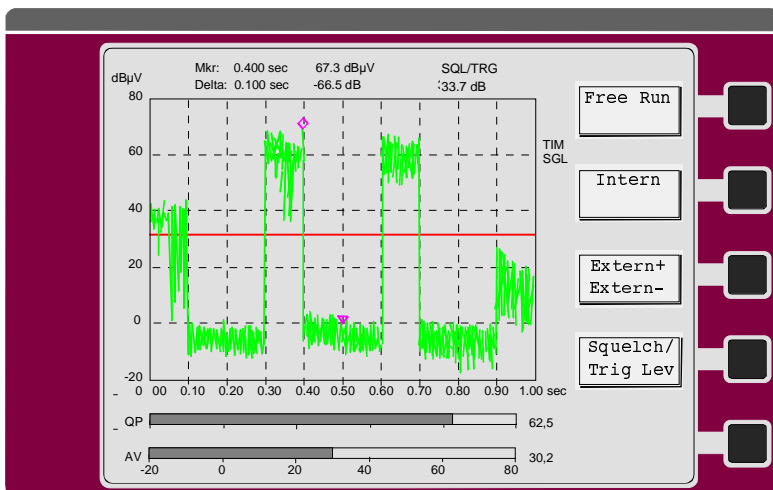 Mkr: 0.400 sec 67.3 dBµV SQL/TRG
dBµV Delta: 0.100 sec -66.5 dB 33.7 dB
80
60
40
20
0
-20
TIM
SGL
0.00 0.10 0.20 0.30 0.40 0.50 0.60 0.70 0.80 0.90 1.00 sec
QP 62,5
AV 30,2
-20 0 20 40 60 80
Free Run
Intern
Extern+
Extern-
Squelch/
Trig Lev